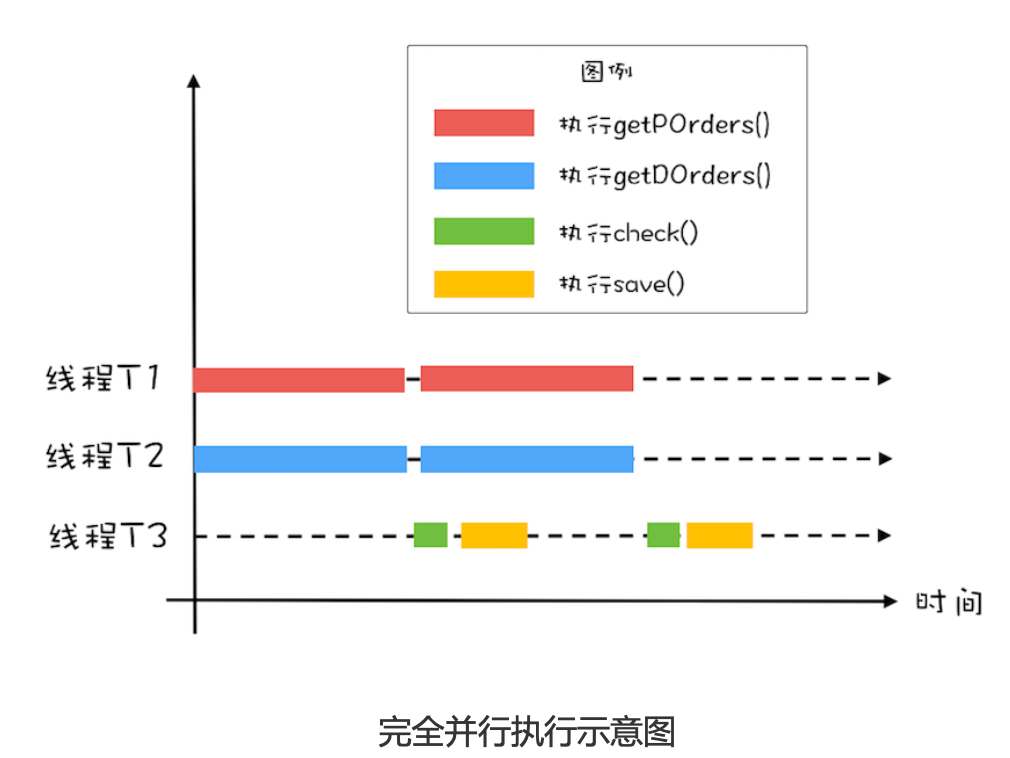 图例
执行getPOrders()
执行getDOrders()
执行check()
执行save()
线程T1
线程T2
线程T3
时间
完全并行执行示意图